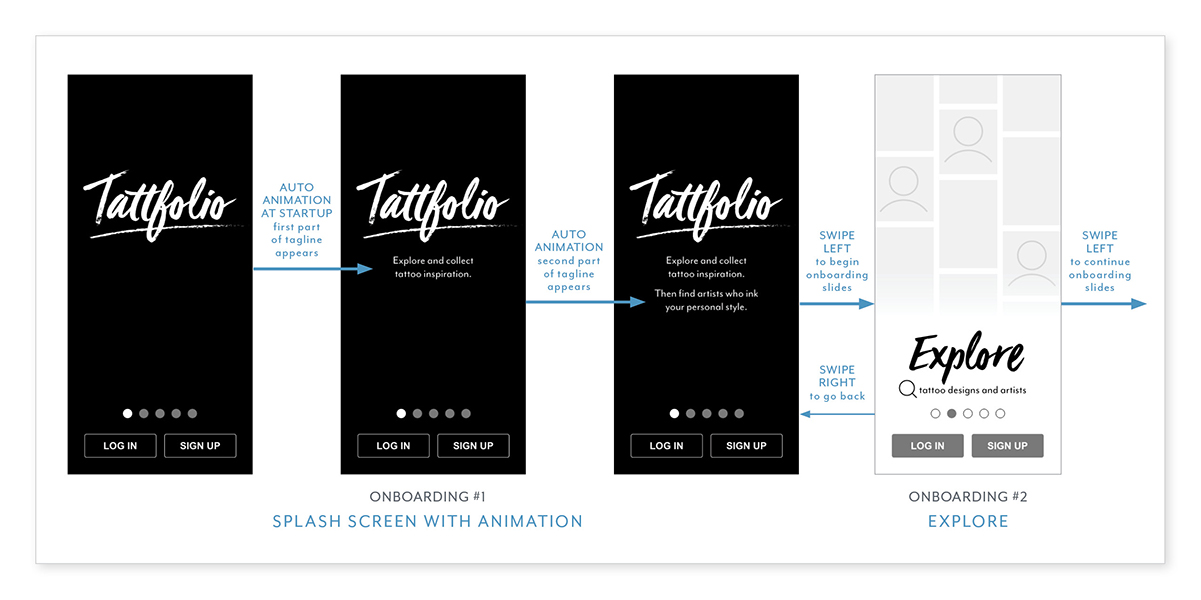 Tattfolio
LOG IN
SIGN UP
AUTO
ANIMATION
AT STARTUP
first part
of tagline
appears
Tattfolio
Explore and collect
tattoo inspiration.
LOG IN
SIGN UP
AUTO
ANIMATION
second part
of tagline
appears
Tattfolio
Explore and collect
tattoo inspiration.
Then find artists who ink
your personal style.
LOG IN
SIGN UP
SWIPE
LEFT
to begin
onboarding
slides
SWIPE
RIGHT
to go back
Explore
tattoo designs and artists
LOG IN
SIGN UP
SWIPE
LEFT
to continue
onboarding
slides
ONBOARDING #1
SPLASH SCREEN WITH ANIMATION
ONBOARDING #2
EXPLORE